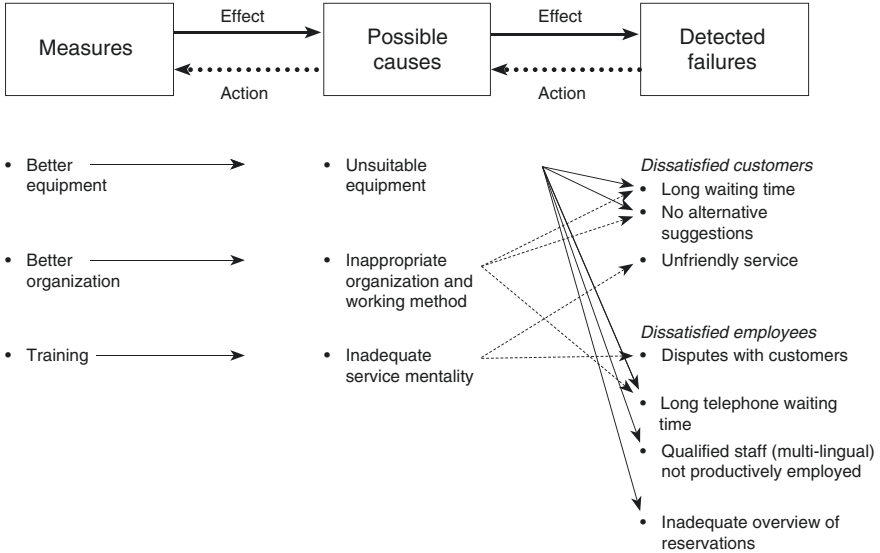 Effect
Effect
Measures
Possible
causes
Detected
failures
Action
Action
• Better
equipment
• Better
organization
• Training
• Unsuitable
equipment
• Inappropriate
organization and
working method
• Inadequate
service mentality
Dissatisfied customers
• Long waiting time
• No alternative
suggestions
• Unfriendly service
Dissatisfied employees
• Disputes with customers
• Long telephone waiting
time
• Qualified staff (multi-lingual)
not productively employed
• Inadequate overview of
reservations